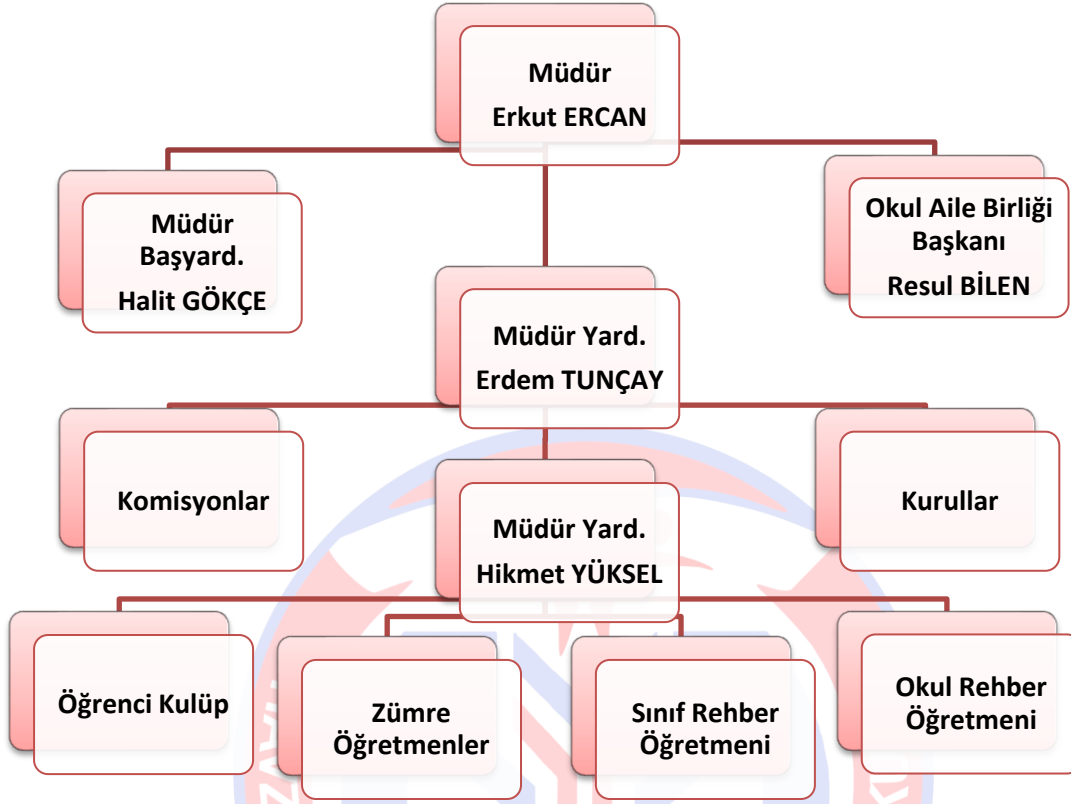 Müdür
Erkut ERCAN
Müdür
Başyard.
Halit GÖKÇE
Okul Aile Birliği
Başkanı
Resul BİLEN
Müdür Yard.
Erdem TUNÇAY
Komisyonlar
Kurullar
Müdür Yard.
Hikmet YÜKSEL
Öğrenci Kulüp
Zümre
Öğretmenler
Sınıf Rehber
Öğretmeni
Okul Rehber
Öğretmeni